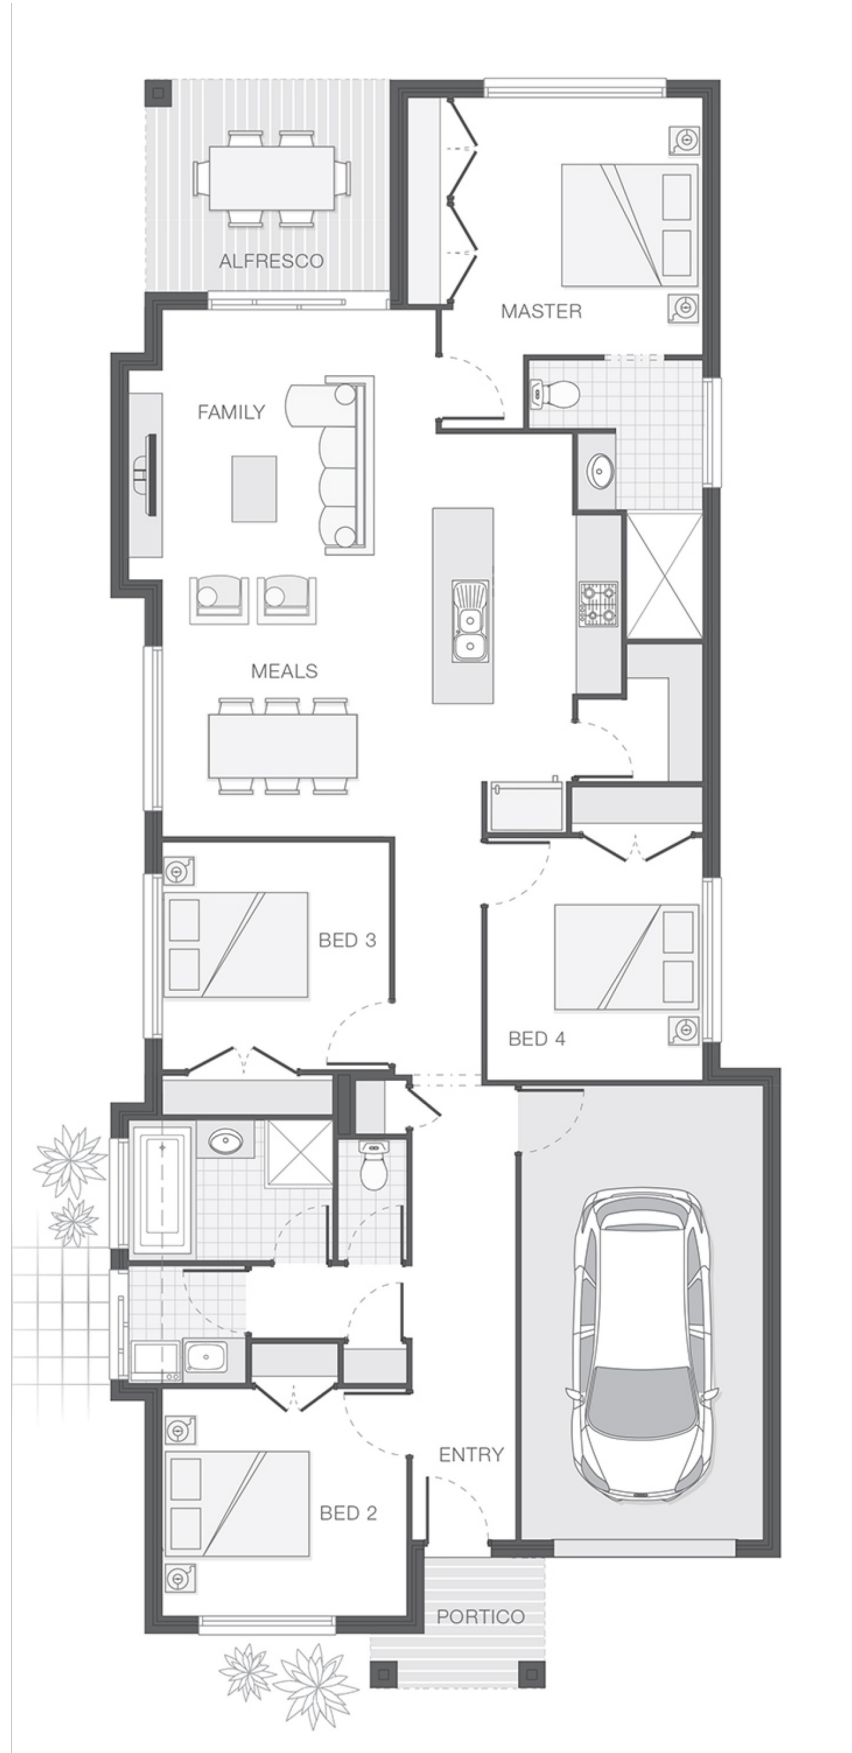 ALFRESCO
MASTER
FAMILY
MEALS
BED 3
BED 4
ENTRY
BED 2
PORTICO